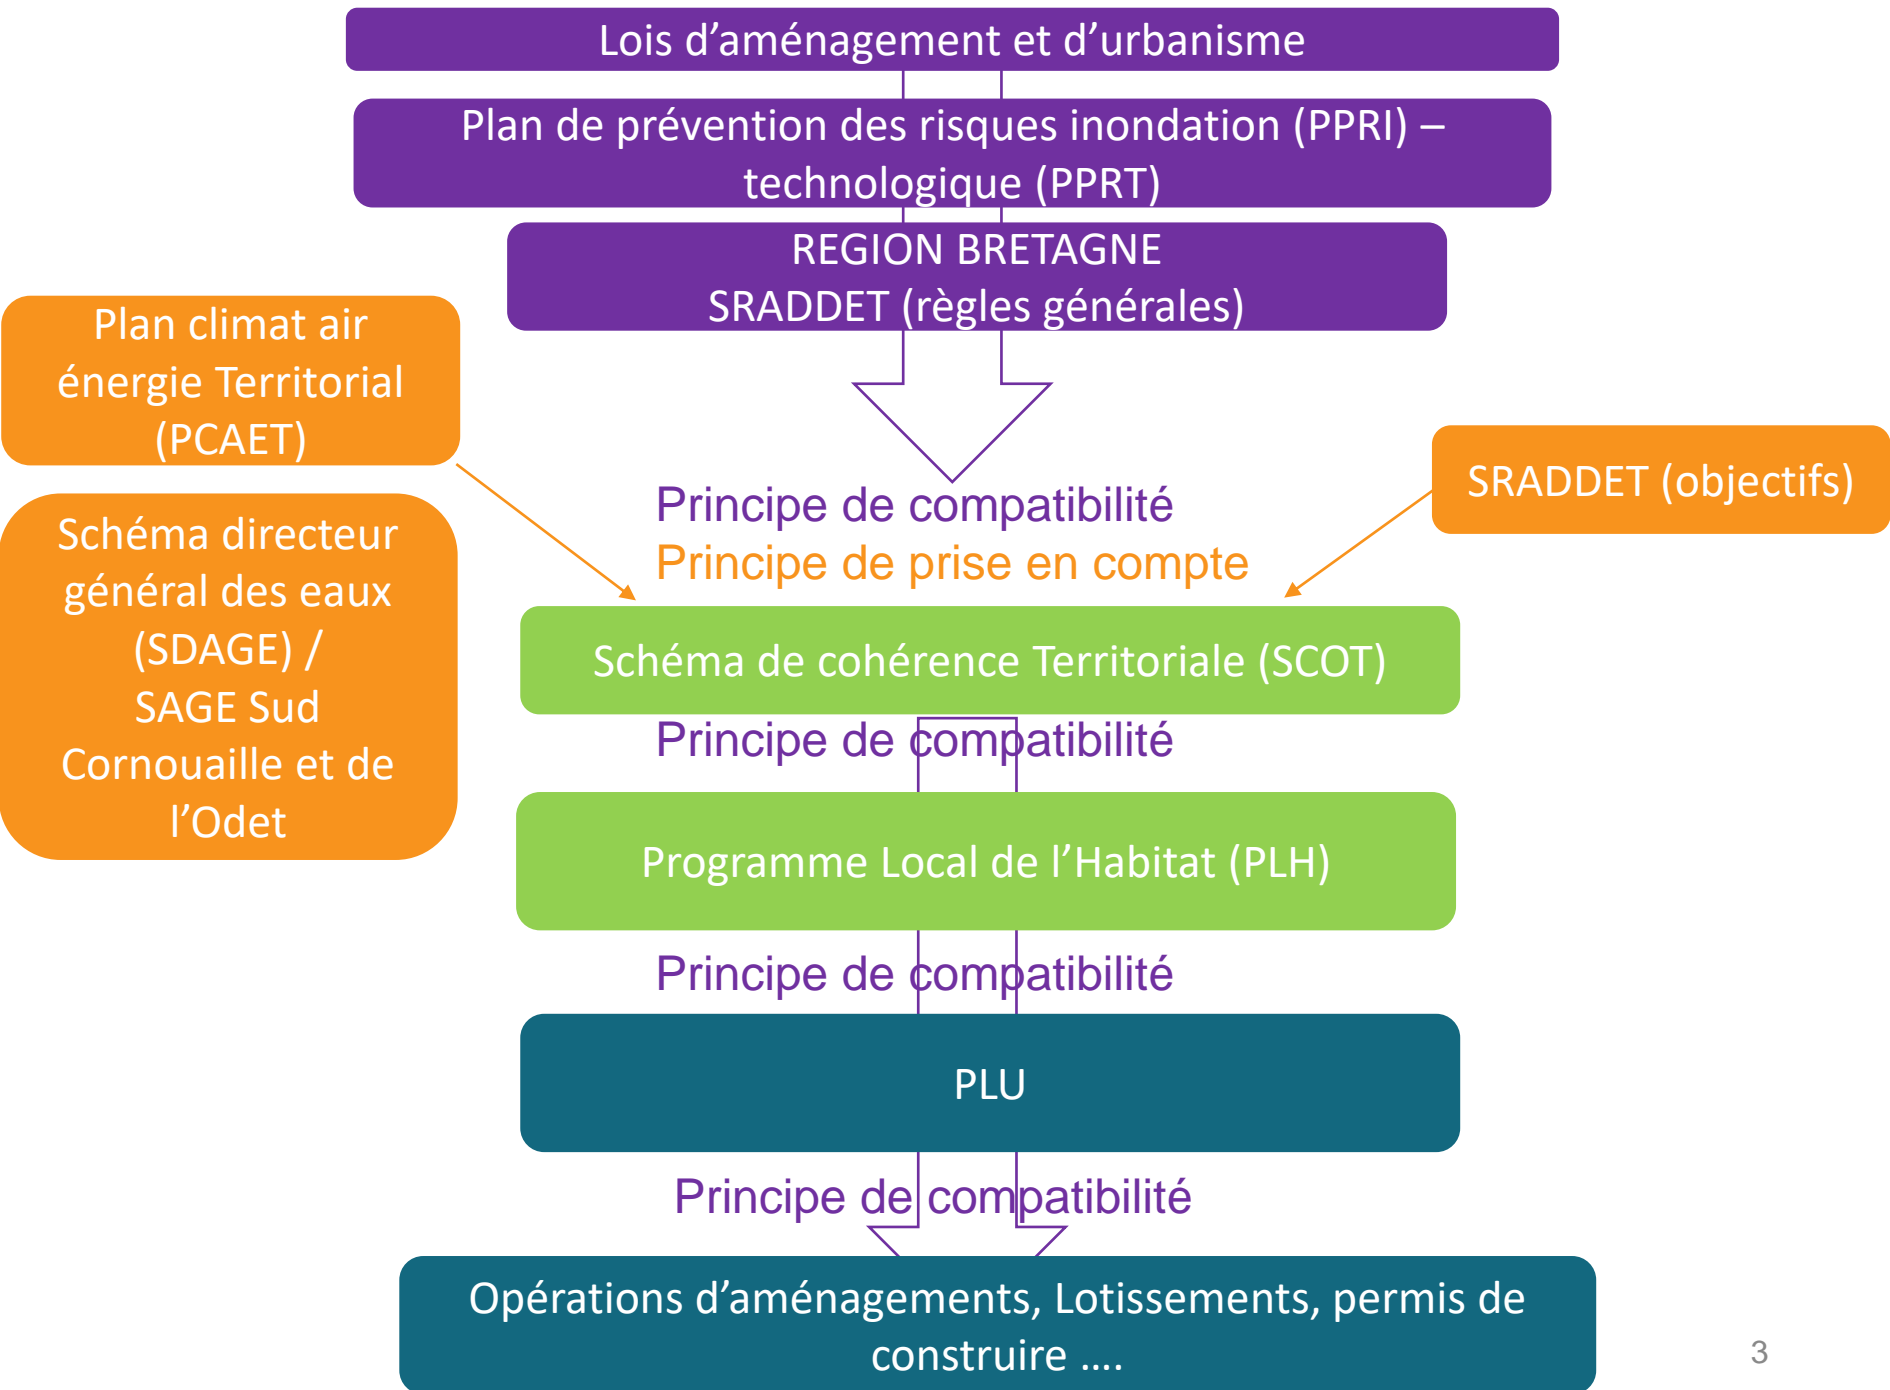 Lois d’aménagement et d’urbanisme
Plan de prévention des risques inondation (PPRI) –
technologique (PPRT)
REGION BRETAGNE
SRADDET (règles générales)
Plan climat air
énergie Territorial
(PCAET)
SRADDET (objectifs)
Schéma directeur
général des eaux
(SDAGE) /
SAGE Sud
Cornouaille et de
l’Odet
Principe de compatibilité
Principe de prise en compte
Schéma de cohérence Territoriale (SCOT)
Principe de compatibilité
Programme Local de l’Habitat (PLH)
Principe de compatibilité
PLU
Principe de compatibilité
Opérations d’aménagements, Lotissements, permis de
construire ....
3